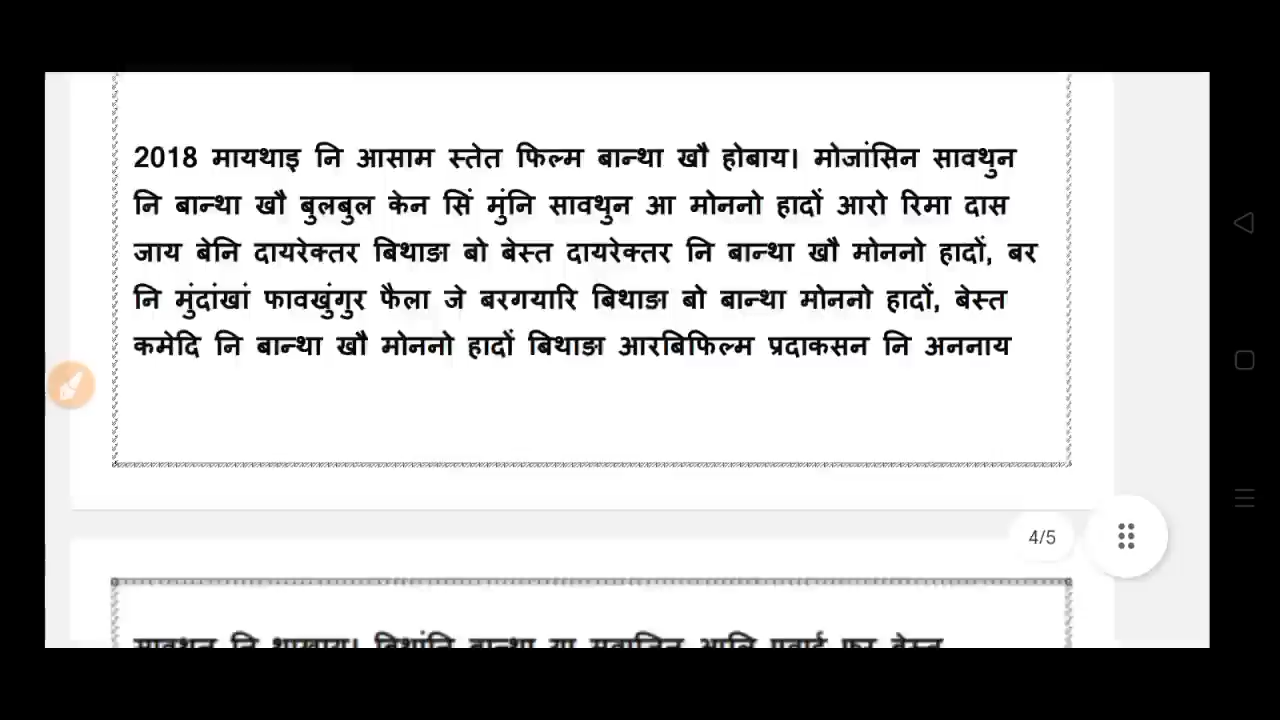 2018 मायथाइ नि आसाम स्तेत फिल्म बान्था खौ होबाय। मोजांसिन सावथुन
नि बान्था खौ बुलबुल केन सिं मुंनि सावथुन आ मोननो हादों आरो रिमा दास
जाय बेनि दायरेक्तर बिथाङा बो बेस्त दायरेक्तर नि बान्था खौ मोननो हादों, बर
नि मुंदांखां फावखुंगुर फैला जे बरगयारि बिथाङा बो बान्था मोननो हादों, बेस्त
कमेदि नि बान्था खौ मोननो हादों बिथाङा आरबिफिल्म प्रदाकसन नि अननाय
4/5